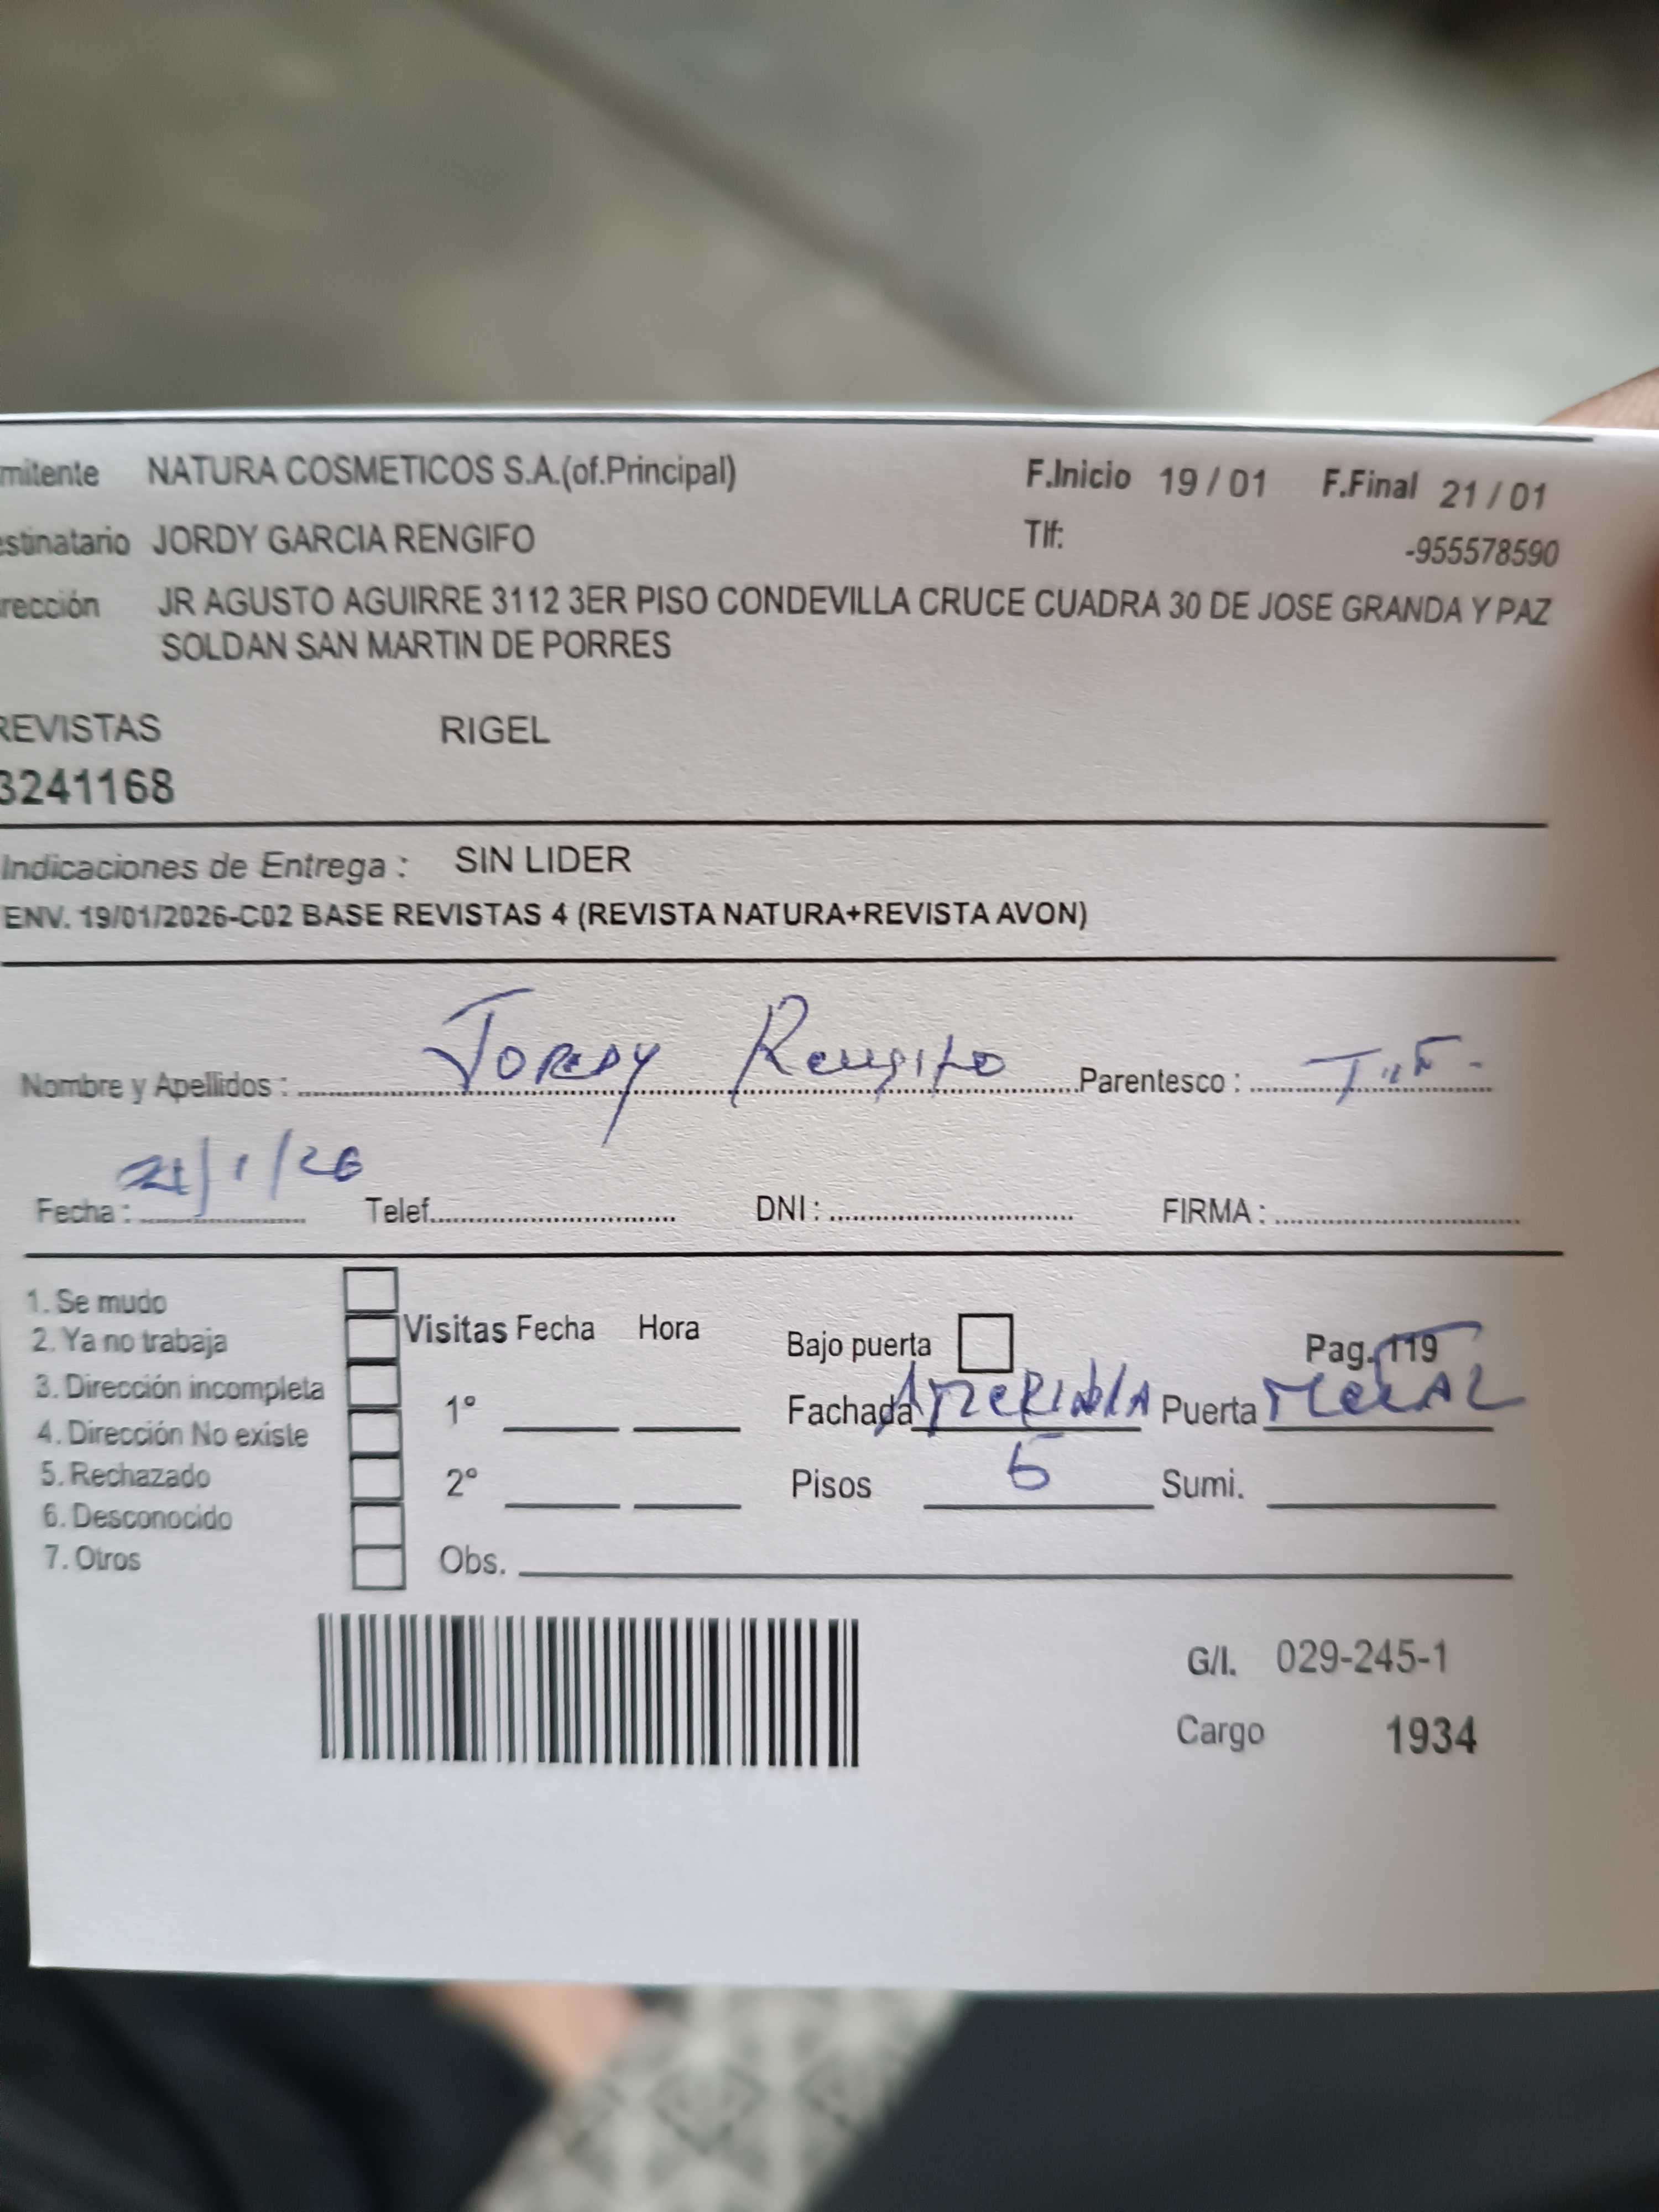 mitente NATURA COSMETICOS S.A.(of.Principal) F.Inicio 19 / 01 F.Final 21 / 01
estinatario JORDY GARCIA RENGIFO Tlf: -955578590
rección JR AGUSTO AGUIRRE 3112 3ER PISO CONDEVILLA CRUCE CUADRA 30 DE JOSE GRANDA Y PAZ
SOLDAN SAN MARTIN DE PORRES
REVISTAS RIGEL
3241168
Indicaciones de Entrega : SIN LIDER
ENV. 19/01/2026-C02 BASE REVISTAS 4 (REVISTA NATURA+REVISTA AVON)
Nombre y Apellidos : Jordy Rengifo Parentesco :
Fecha : 21/1/26 Telef. DNI : FIRMA :
1. Se mudo
2. Ya no trabaja Visitas Fecha Hora Bajo puerta Pag. 119
3. Dirección incompleta
4. Dirección No existe 1° Fachada Puerta Metal
5. Rechazado 2° Pisos 5 Sumi.
6. Desconocido
7. Otros Obs.
G/I. 029-245-1
Cargo 1934